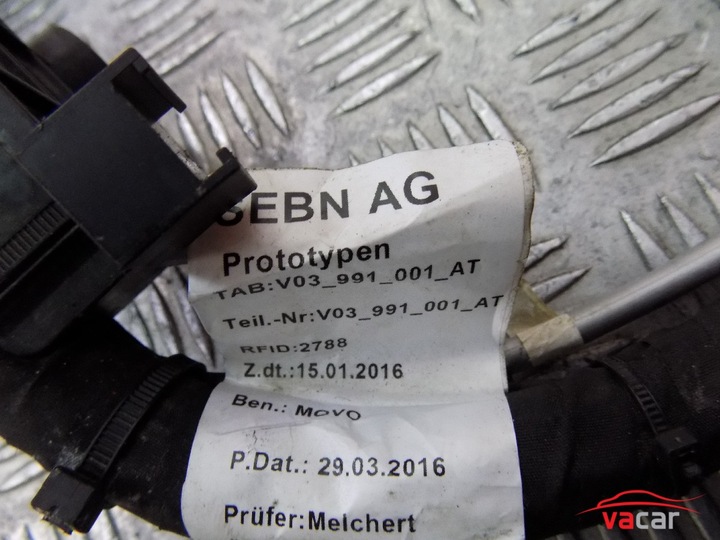 SEBN AG
Prototypen
TAB:V03_991_001_AT
Teil.-Nr:V03_991_001_AT
RFID:2788
Z.dt.:15.01.2016
Ben.: MOVO
P.Dat.: 29.03.2016
Prüfer:Melchert
vacar